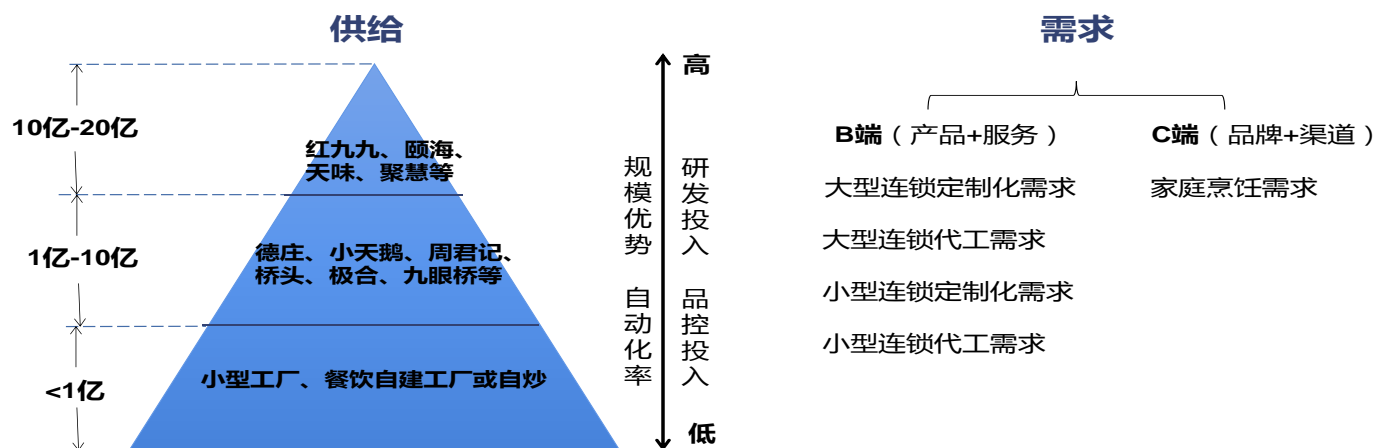 供给
10亿-20亿
1亿-10亿
<1亿
红九九、颐海、
天味、聚慧等
德庄、小天鹅、周君记、
桥头、极合、九眼桥等
小型工厂、餐饮自建工厂或自炒
高
规模优势
自动化率
研发投入
品控投入
低
需求
B端（产品+服务）
大型连锁定制化需求
大型连锁代工需求
小型连锁定制化需求
小型连锁代工需求
C端（品牌+渠道）
家庭烹饪需求